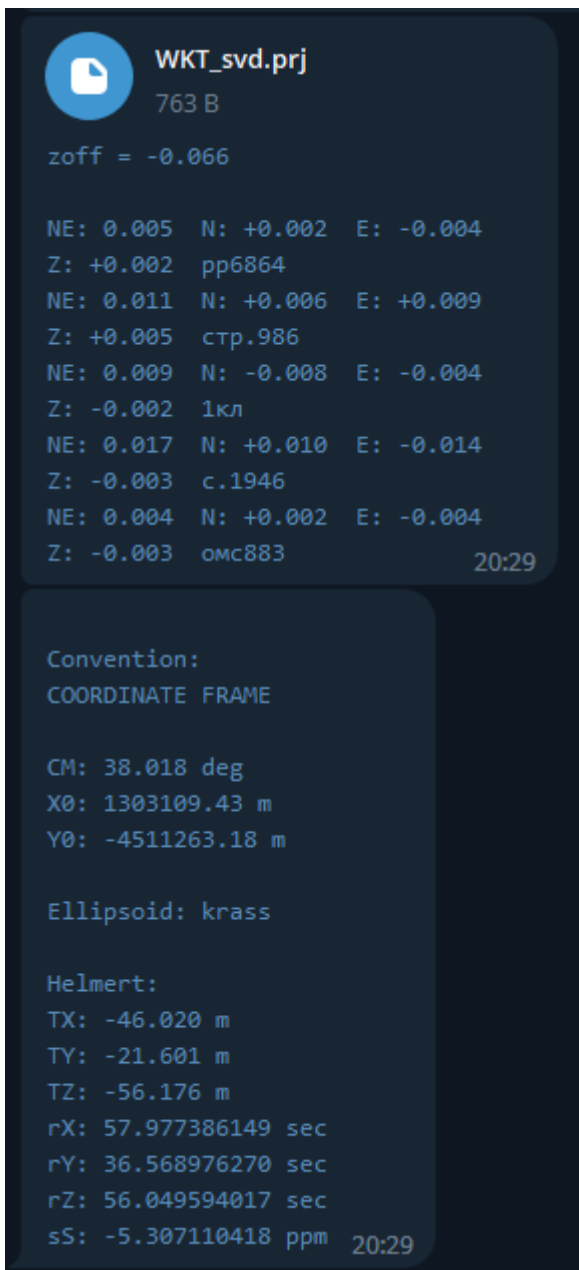 WKT_svd.prj
763 B
zoff = -0.066
NE: 0.005 N: +0.002 E: -0.004
Z: +0.002 рр6864
NE: 0.011 N: +0.006 E: +0.009
Z: +0.005 стр.986
NE: 0.009 N: -0.008 E: -0.004
Z: -0.002 1кл
NE: 0.017 N: +0.010 E: -0.014
Z: -0.003 с.1946
NE: 0.004 N: +0.002 E: -0.004
Z: -0.003 омс883
20:29
Convention:
COORDINATE FRAME
CM: 38.018 deg
X0: 1303109.43 m
Y0: -4511263.18 m
Ellipsoid: krass
Helmert:
TX: -46.020 m
TY: -21.601 m
TZ: -56.176 m
rX: 57.977386149 sec
rY: 36.568976270 sec
rZ: 56.049594017 sec
sS: -5.307110418 ppm
20:29